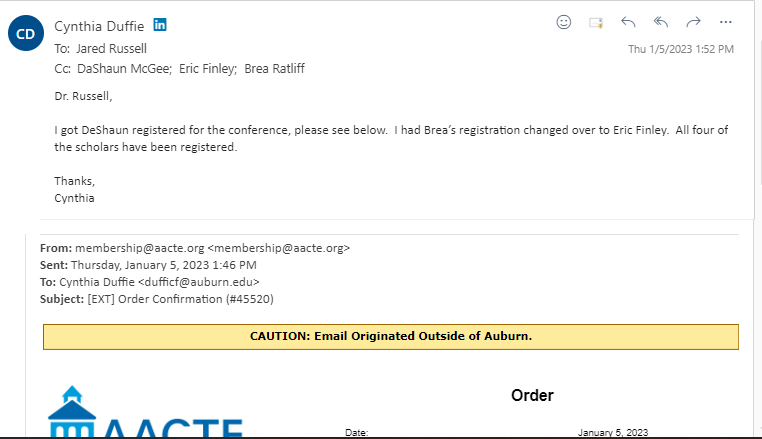 CD
Cynthia Duffie in
To: Jared Russell
Thu 1/5/2023 1:52 PM
Cc: DaShaun McGee; Eric Finley; Brea Ratliff
Dr. Russell,
I got DeShaun registered for the conference, please see below. I had Brea's registration changed over to Eric Finley. All four of
the scholars have been registered.
Thanks,
Cynthia
From: membership@aacte.org <membership@aacte.org>
Sent: Thursday, January 5, 2023 1:46 PM
To: Cynthia Duffie <dufficf@auburn.edu>
Subject: [EXT] Order Confirmation (#45520)
CAUTION: Email Originated Outside of Auburn.
AACTE
Order
Date: January 5, 2023